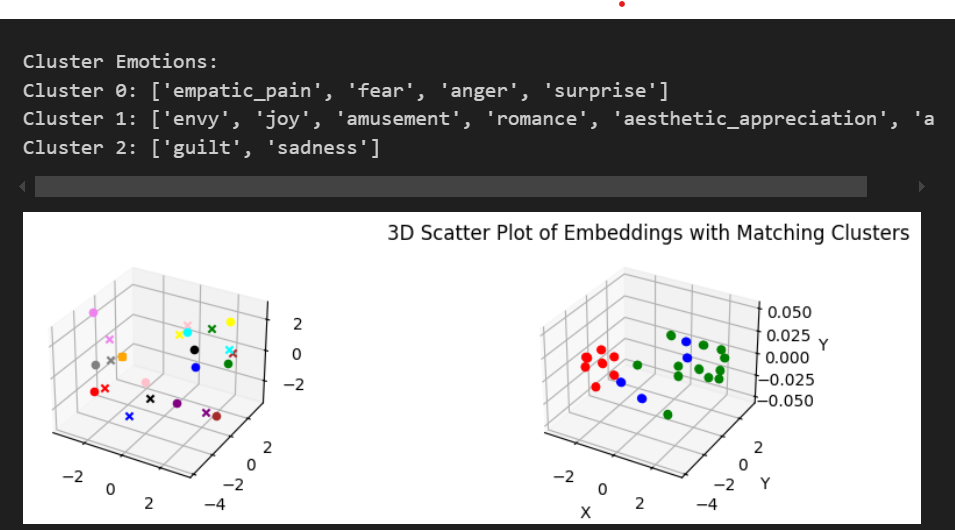 Cluster Emotions:
Cluster 0: ['empatic_pain', 'fear', 'anger', 'surprise']
Cluster 1: ['envy', 'joy', 'amusement', 'romance', 'aesthetic_appreciation', 'a
Cluster 2: ['guilt', 'sadness']
3D Scatter Plot of Embeddings with Matching Clusters
2
0
−2
2
0
−2
−4
−2
0
2
0.050
0.025
0.000
−0.025
−0.050
Y
2
0
−2
−4
Y
−2
0
2
X